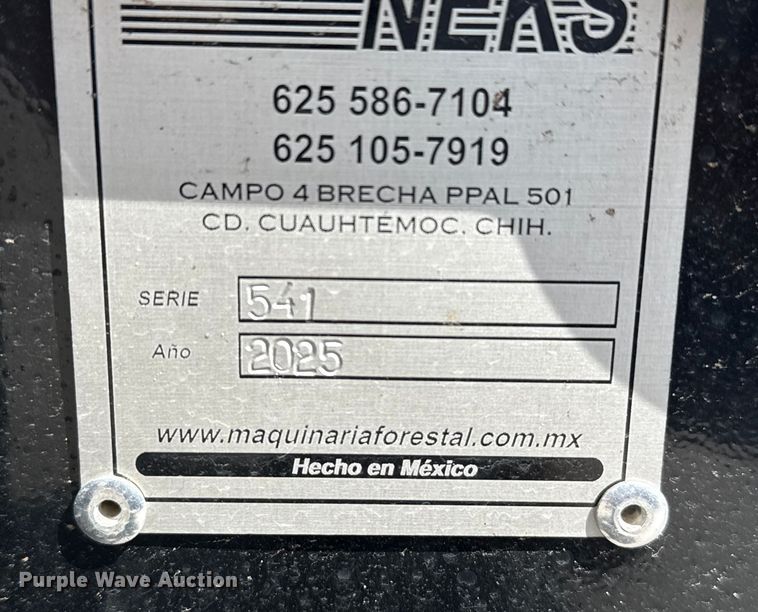 625 586-7104
625 105-7919
CAMPO 4 BRECHA PPAL 501
CD. CUAUHTÉMOC. CHIH.
SERIE 541
Año 2025
www.maquinariaforestal.com.mx
Hecho en México
Purple Wave Auction